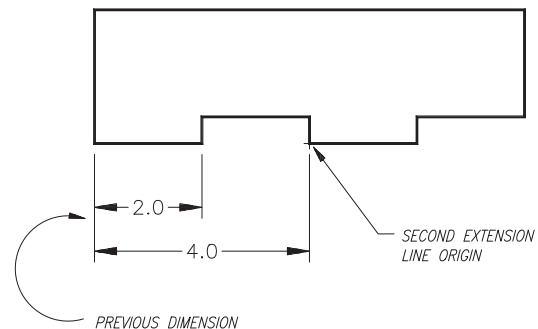 2.0
4.0
SECOND EXTENSION
LINE ORIGIN
PREVIOUS DIMENSION